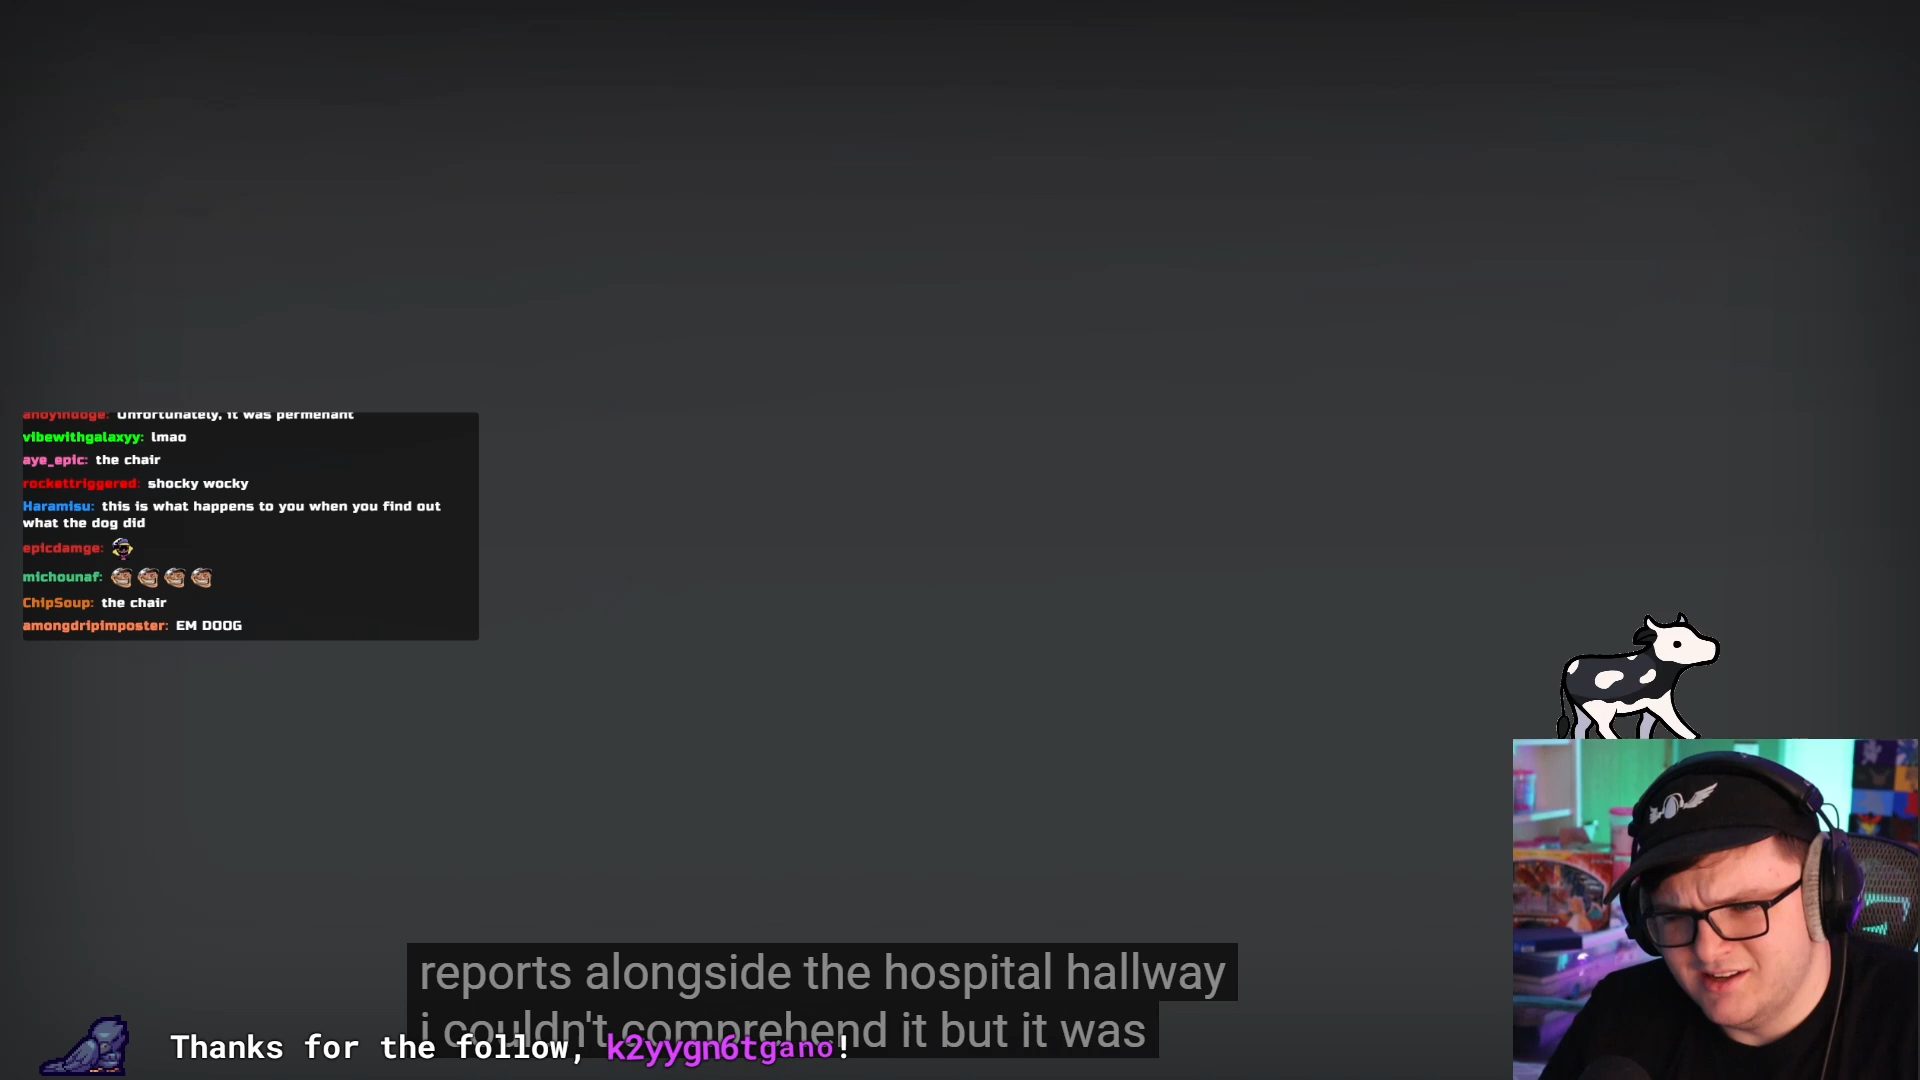 andyindoge: Unfortunately, it was permenant
vibewithgalaxyy: lmao
aye_epic: the chair
rockettriggered: shocky wocky
Haramisu: this is what happens to you when you find out
what the dog did
epicdamge:
michounaf:
ChipSoup: the chair
amongdripimposter: EM DOOG
reports alongside the hospital hallway
i couldn't comprehend it but it was
Thanks for the follow, k2yygn6tgano!